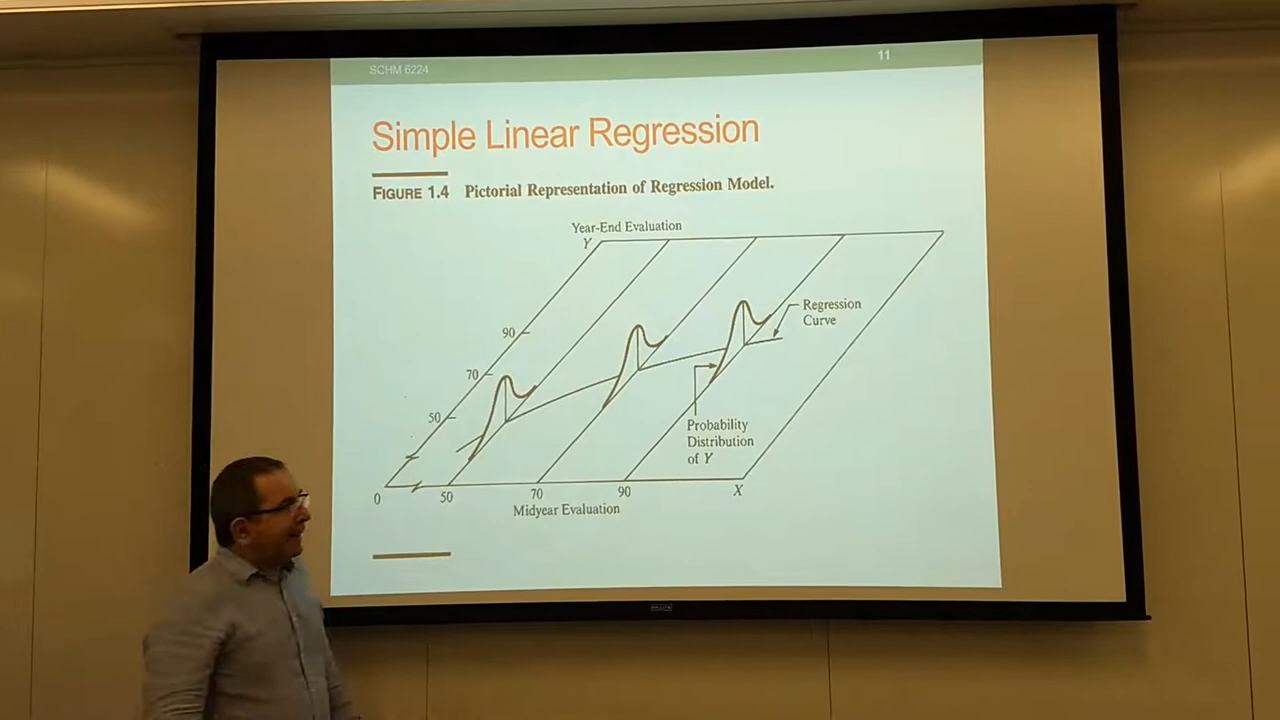 SCHM 6224
11
Simple Linear Regression
FIGURE 1.4 Pictorial Representation of Regression Model.
Year-End Evaluation
Y
90
70
50
Regression
Curve
Probability
Distribution
of Y
0
50
70
90
X
Midyear Evaluation